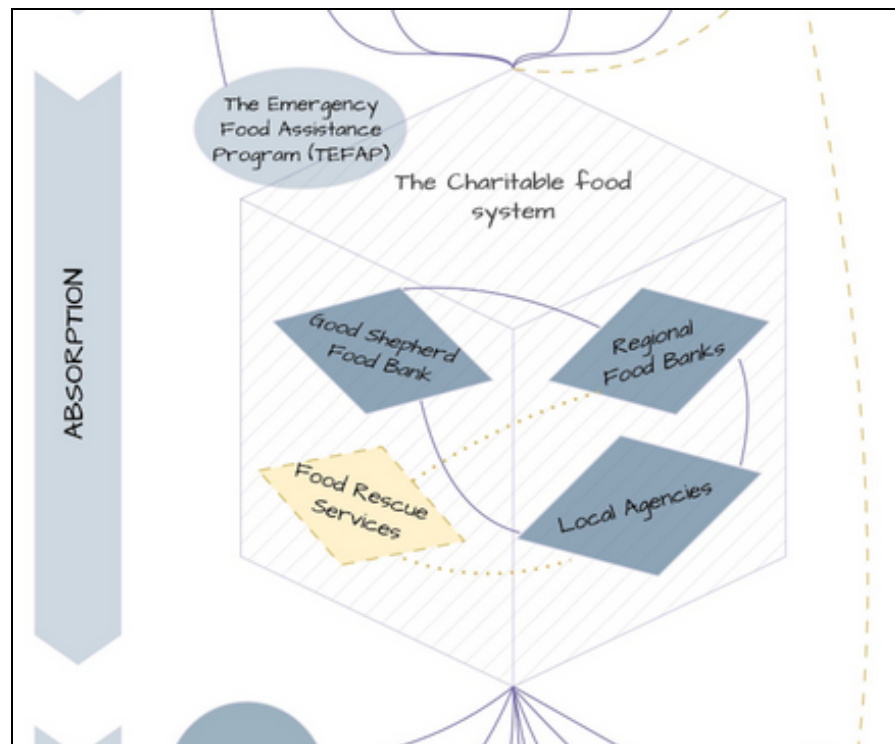 The Emergency
Food Assistance
Program (TEFAP)
The Charitable food
system
ABSORPTION
Good Shepherd
Food Bank
Regional
Food Banks
Food Rescue
Services
Local Agencies